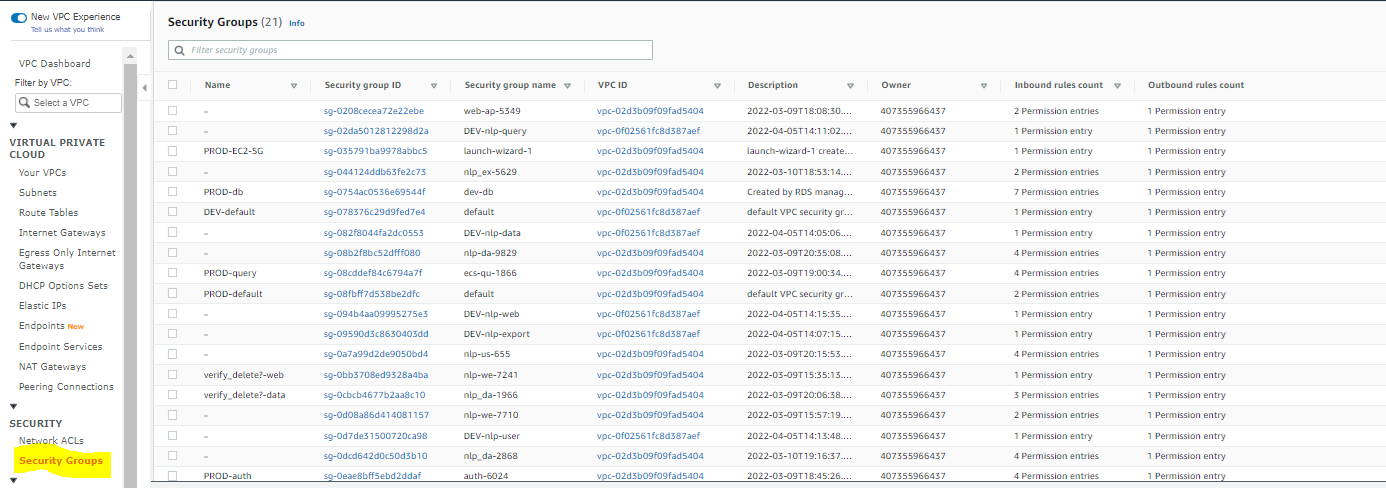 New VPC Experience
Tell us what you think
VPC Dashboard
Filter by VPC:
Select a VPC
VIRTUAL PRIVATE
CLOUD
Your VPCs
Subnets
Route Tables
Internet Gateways
Egress Only Internet
Gateways
DHCP Options Sets
Elastic IPs
Endpoints New
Endpoint Services
NAT Gateways
Peering Connections
SECURITY
Network ACLs
Security Groups
Security Groups (21) Info
Filter security groups
Name Security group ID Security group name VPC ID Description Owner Inbound rules count Outbound rules count
– sg-0208cecea72e22ebe web-ap-5349 vpc-02d3b09f09fad5404 2022-03-09T18:08:30.... 407355966437 2 Permission entries 1 Permission entry
– sg-02da5012812298d2a DEV-nlp-query vpc-0f02561fc8d387aef 2022-04-05T14:11:02.... 407355966437 1 Permission entry 1 Permission entry
PROD-EC2-SG sg-035791ba9978abbc5 launch-wizard-1 vpc-02d3b09f09fad5404 launch-wizard-1 create... 407355966437 1 Permission entry 1 Permission entry
– sg-044124ddb63fe2c73 nlp_ex-5629 vpc-02d3b09f09fad5404 2022-03-10T18:53:14.... 407355966437 2 Permission entries 1 Permission entry
PROD-db sg-0754ac0536e69544f dev-db vpc-02d3b09f09fad5404 Created by RDS manag... 407355966437 7 Permission entries 1 Permission entry
DEV-default sg-078376c29d9fed7e4 default vpc-0f02561fc8d387aef default VPC security gr... 407355966437 1 Permission entry 1 Permission entry
– sg-082f8044fa2dc0553 DEV-nlp-data vpc-0f02561fc8d387aef 2022-04-05T14:05:06.... 407355966437 1 Permission entry 1 Permission entry
– sg-08b2f8bc52dfff080 nlp-da-9829 vpc-02d3b09f09fad5404 2022-03-09T20:35:08.... 407355966437 4 Permission entries 1 Permission entry
PROD-query sg-08cddef84c6794a7f ecs-qu-1866 vpc-02d3b09f09fad5404 2022-03-09T19:00:34.... 407355966437 4 Permission entries 1 Permission entry
PROD-default sg-08fbff7d538be2dfc default vpc-02d3b09f09fad5404 default VPC security gr... 407355966437 2 Permission entries 1 Permission entry
– sg-094b4aa09995275e3 DEV-nlp-web vpc-0f02561fc8d387aef 2022-04-05T14:15:35.... 407355966437 1 Permission entry 1 Permission entry
– sg-09590d3c8630403dd DEV-nlp-export vpc-0f02561fc8d387aef 2022-04-05T14:07:15.... 407355966437 1 Permission entry 1 Permission entry
– sg-0a7a99d2de9050bd4 nlp-us-655 vpc-02d3b09f09fad5404 2022-03-09T20:15:53.... 407355966437 4 Permission entries 1 Permission entry
verify_delete?-web sg-0bb3708ed9328a4ba nlp-we-7241 vpc-02d3b09f09fad5404 2022-03-09T15:35:13.... 407355966437 1 Permission entry 1 Permission entry
verify_delete?-data sg-0cbcb4677b2aa8c10 nlp_da-1966 vpc-02d3b09f09fad5404 2022-03-09T20:06:38.... 407355966437 3 Permission entries 1 Permission entry
– sg-0d08a86d414081157 nlp-we-7710 vpc-02d3b09f09fad5404 2022-03-09T15:57:19.... 407355966437 2 Permission entries 1 Permission entry
– sg-0d7de31500720ca98 DEV-nlp-user vpc-0f02561fc8d387aef 2022-04-05T14:13:48.... 407355966437 1 Permission entry 1 Permission entry
– sg-0dcd642d0c50d3b10 nlp_da-2868 vpc-02d3b09f09fad5404 2022-03-10T19:16:37.... 407355966437 4 Permission entries 1 Permission entry
PROD-auth sg-0eae8bff5ebd2ddaf auth-6024 vpc-02d3b09f09fad5404 2022-03-09T18:45:26.... 407355966437 4 Permission entries 1 Permission entry